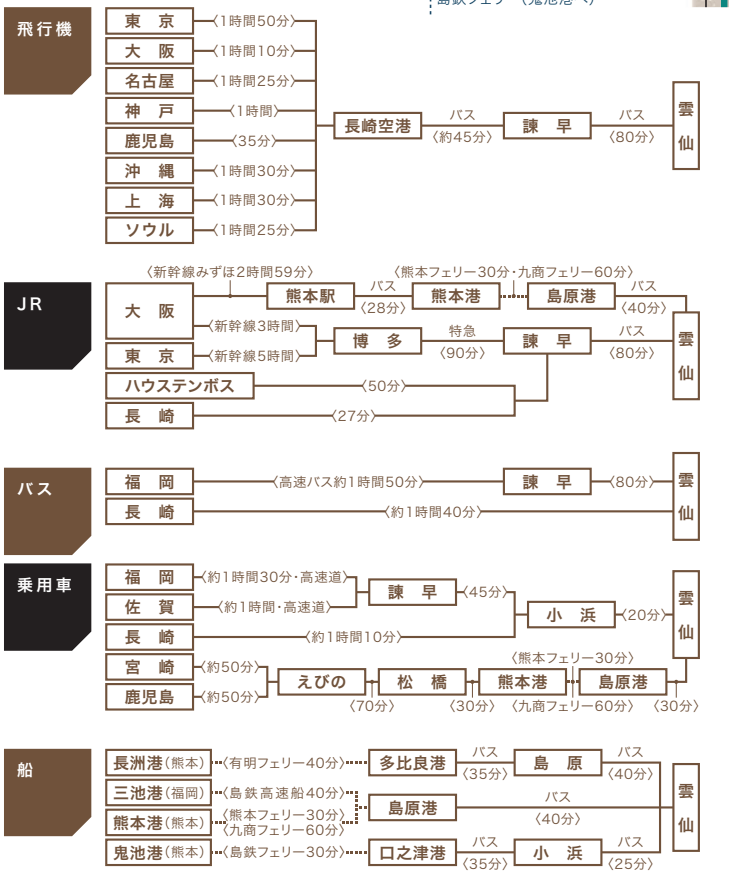 島鉄フェリー（鬼池港へ）
飛行機
東　京 〈1時間50分〉
大　阪 〈1時間10分〉
名古屋 〈1時間25分〉
神　戸 〈1時間〉
鹿児島 〈35分〉
沖　縄 〈1時間30分〉
上　海 〈1時間30分〉
ソウル 〈1時間25分〉
長崎空港 バス 〈約45分〉 諫　早 バス 〈80分〉 雲仙
JR
〈新幹線みずほ2時間59分〉 〈熊本フェリー30分・九商フェリー60分〉
大　阪 熊本駅 バス 〈28分〉 熊本港 島原港 バス 〈40分〉
〈新幹線3時間〉 博　多 特急 〈90分〉 諫　早 バス 〈80分〉 雲仙
東　京 〈新幹線5時間〉
ハウステンボス 〈50分〉
長　崎 〈27分〉
バス
福　岡 〈高速バス約1時間50分〉 諫　早 〈80分〉 雲仙
長　崎 〈約1時間40分〉
乗用車
福　岡 〈約1時間30分・高速道〉
佐　賀 〈約1時間・高速道〉
諫　早 〈45分〉
長　崎 〈約1時間10分〉
小　浜 〈20分〉 雲仙
宮　崎 〈約50分〉
鹿児島 〈約50分〉
えびの 〈70分〉 松　橋 〈30分〉 熊本港 〈熊本フェリー30分〉 〈九商フェリー60分〉 島原港 〈30分〉
船
長洲港(熊本) 〈有明フェリー40分〉 多比良港 バス 〈35分〉 島　原 バス 〈40分〉
三池港(福岡) 〈島鉄高速船40分〉
熊本港(熊本) 〈熊本フェリー30分〉 〈九商フェリー60分〉
島原港 バス 〈40分〉 雲仙
鬼池港(熊本) 〈島鉄フェリー30分〉 口之津港 バス 〈35分〉 小　浜 バス 〈25分〉